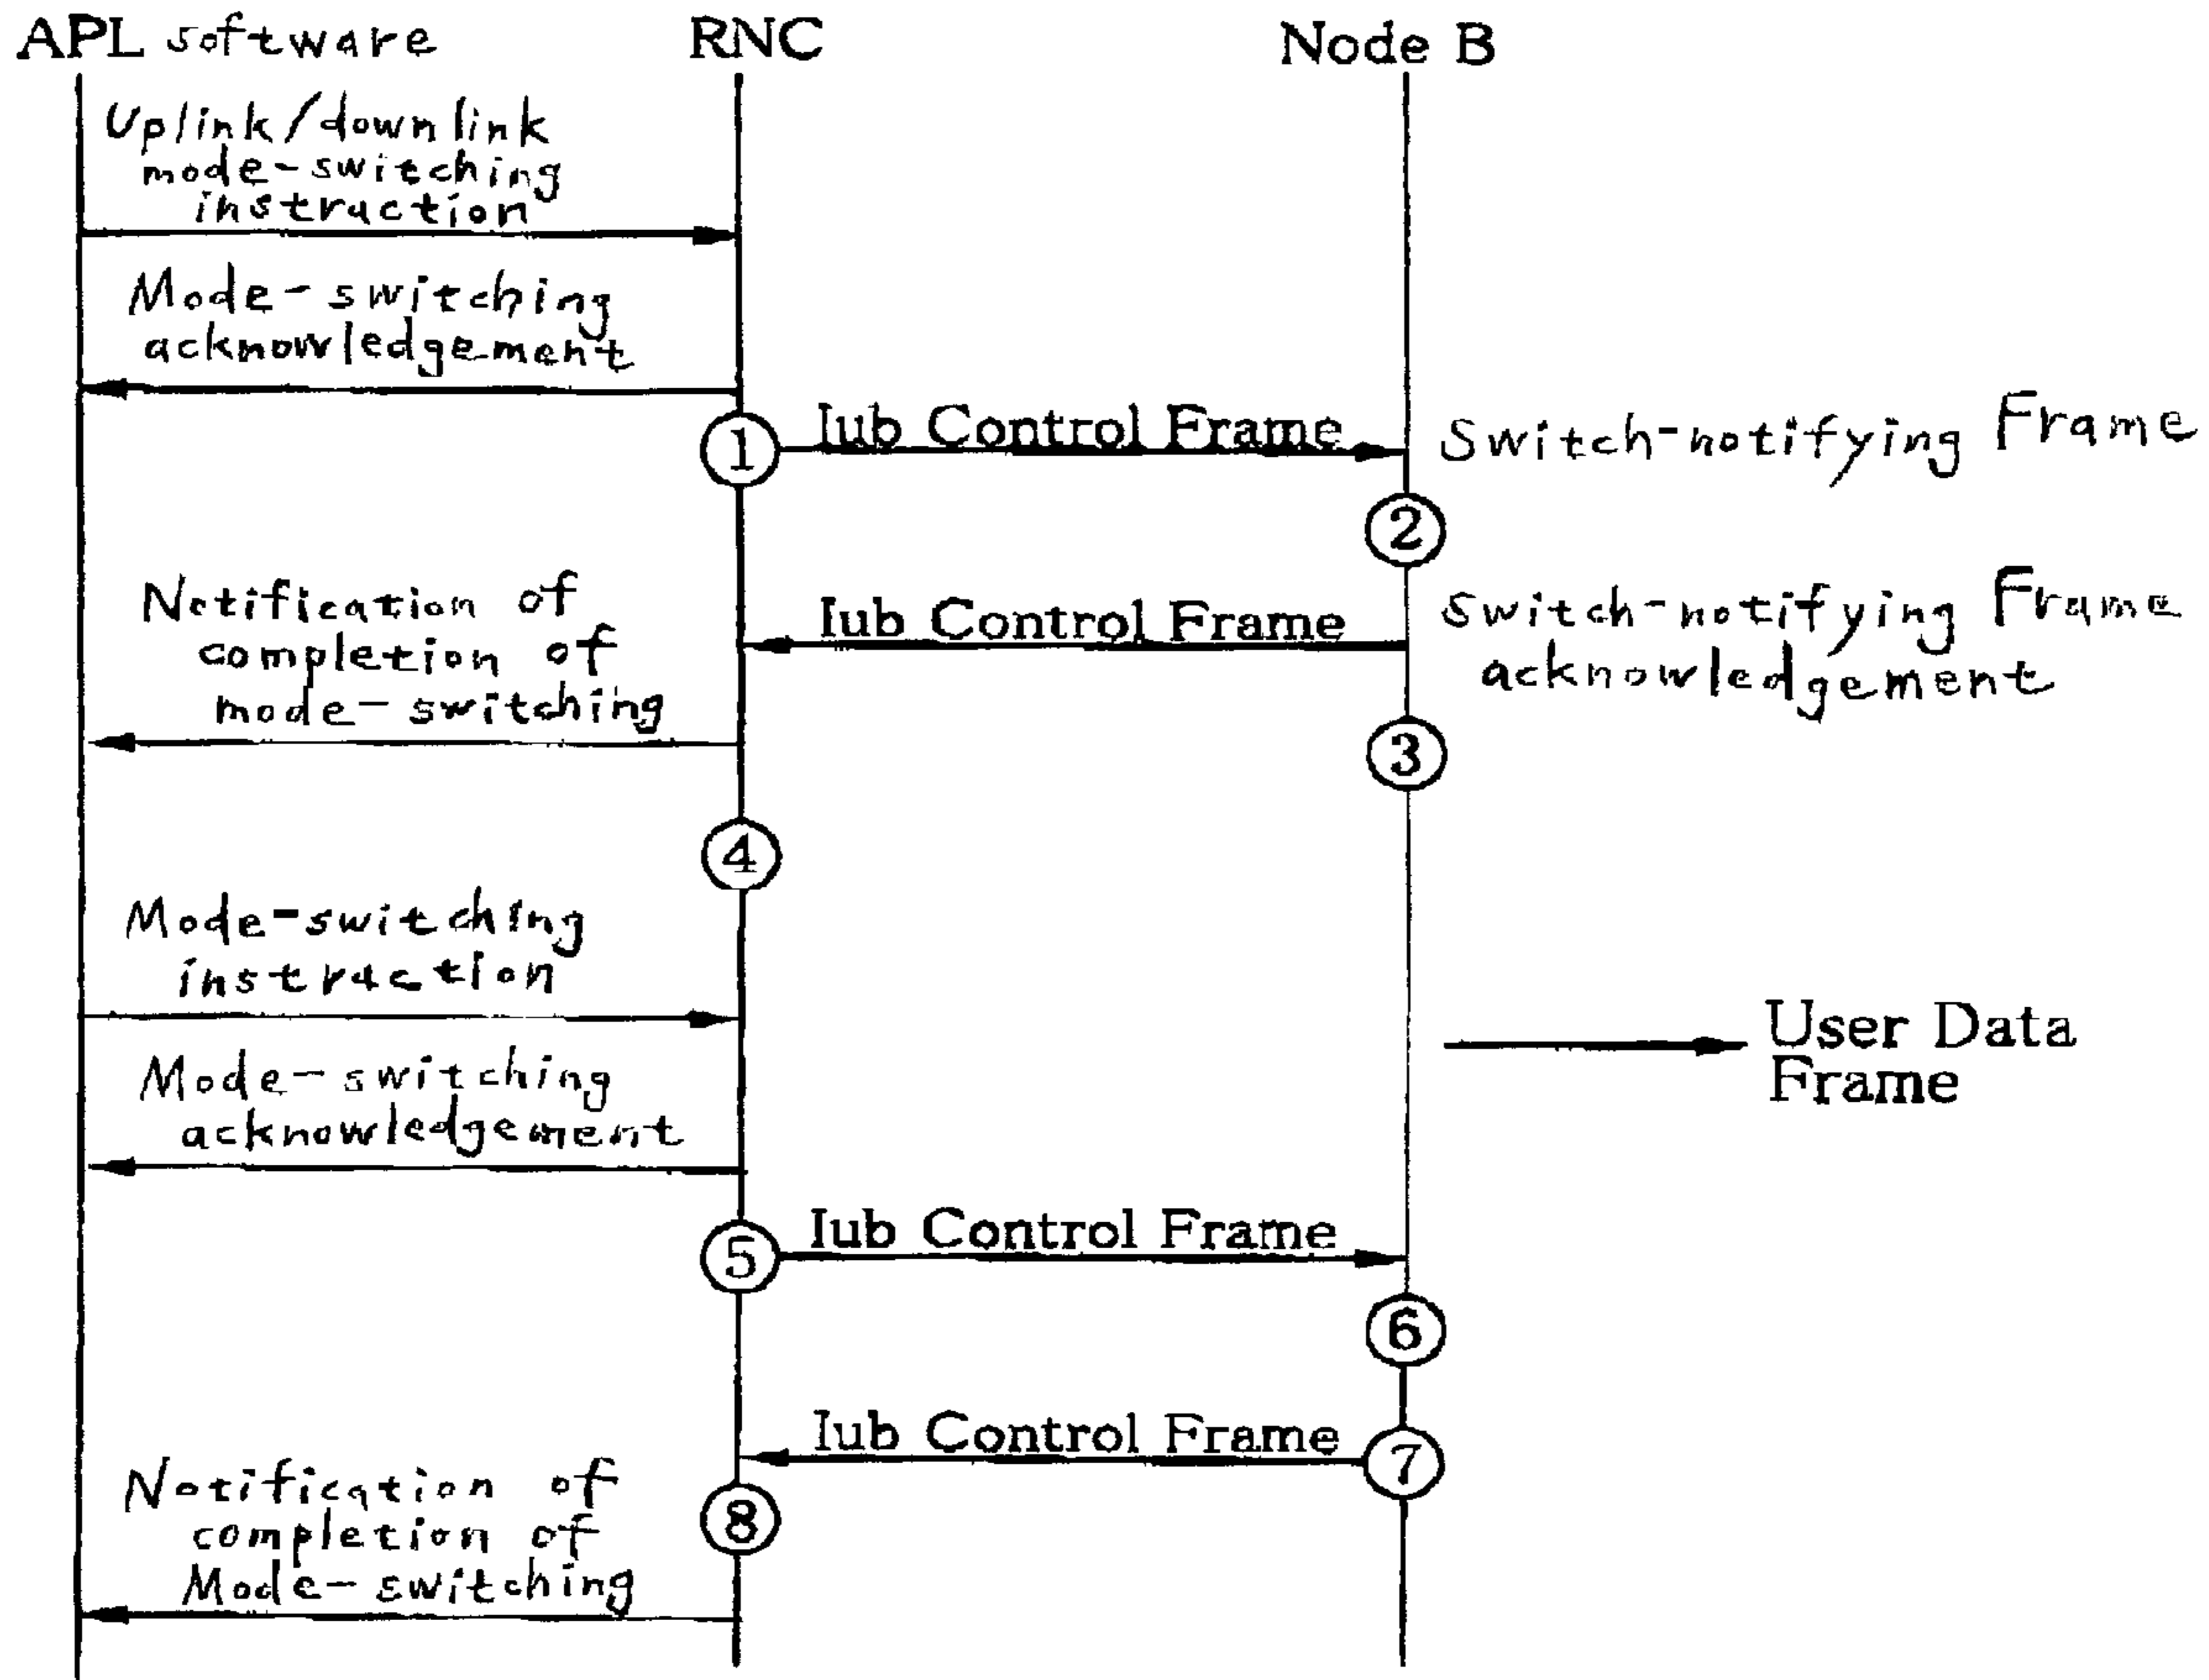 APL software
RNC
Node B
Uplink/downlink
mode-switching
instraction
Mode-switching
acknowledgement
1
Iub Control Frame
Switch-notifying Frame
2
Notification of
completion of
mode-switching
Iub Control Frame
Switch-notifying Frame
acknowledgement
3
4
Mode-switching
instraction
User Data
Frame
Mode-switching
acknowledgement
5
Iub Control Frame
6
Iub Control Frame
7
Notification of
completion of
Mode-switching
8